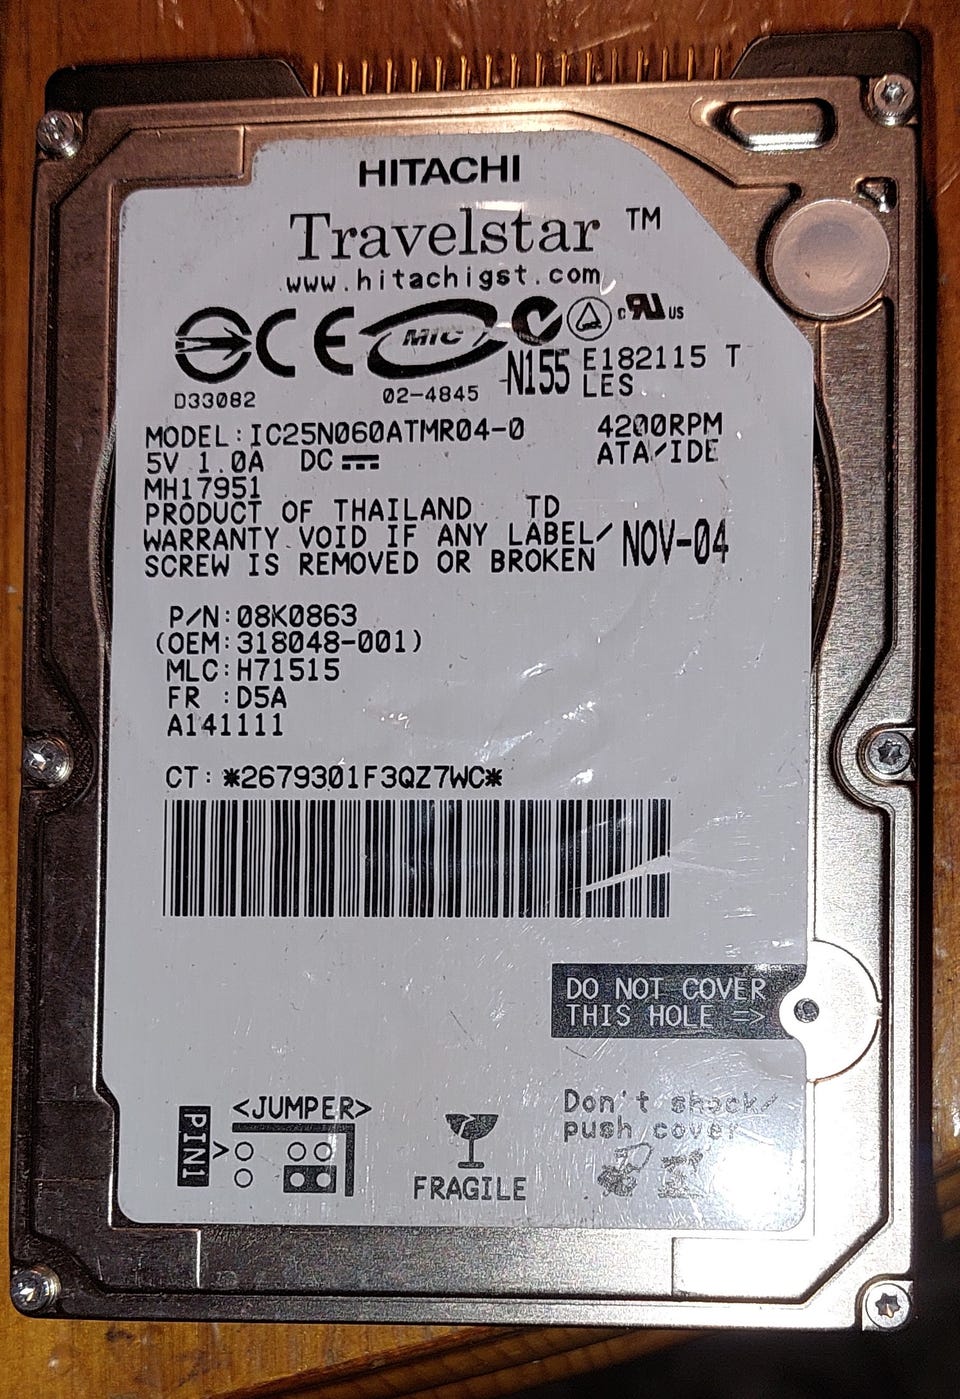 HITACHI
Travelstar ™
www.hitachigst.com
CE MIC c RU US
N155 E182115 T
LES
D33082 02-4845
MODEL:IC25N060ATMR04-0 4200RPM
5V 1.0A DC ATA/IDE
MH17951
PRODUCT OF THAILAND TD
WARRANTY VOID IF ANY LABEL/ NOV-04
SCREW IS REMOVED OR BROKEN
P/N:08K0863
(OEM:318048-001)
MLC:H71515
FR :D5A
A141111
CT:*2679301F3QZ7WC*
DO NOT COVER
THIS HOLE =>
<JUMPER>
PIN1 >
FRAGILE
Don't shock/
push cover